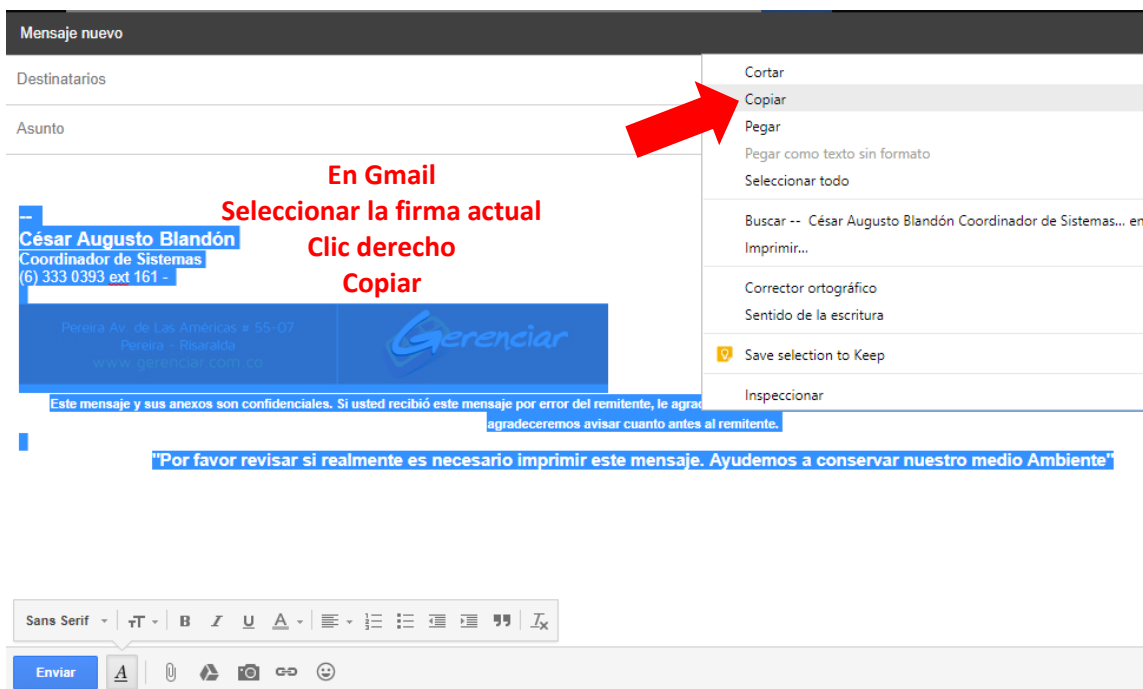 Mensaje nuevo
Destinatarios
Asunto
Cortar
Copiar
Pegar
Pegar como texto sin formato
Seleccionar todo
Buscar -- César Augusto Blandón Coordinador de Sistemas... en
Imprimir...
Corrector ortográfico
Sentido de la escritura
Save selection to Keep
Inspeccionar
En Gmail
Seleccionar la firma actual
Clic derecho
Copiar
--
César Augusto Blandón
Coordinador de Sistemas
(6) 333 0393 ext 161 -
Pereira Av. de Las Américas # 55-07
Pereira - Risaralda
www.gerenciar.com.co
Gerenciar
Este mensaje y sus anexos son confidenciales. Si usted recibió este mensaje por error del remitente, le
agradeceremos avisar cuanto antes al remitente.
"Por favor revisar si realmente es necesario imprimir este mensaje. Ayudemos a conservar nuestro medio Ambiente"
Sans Serif
Enviar